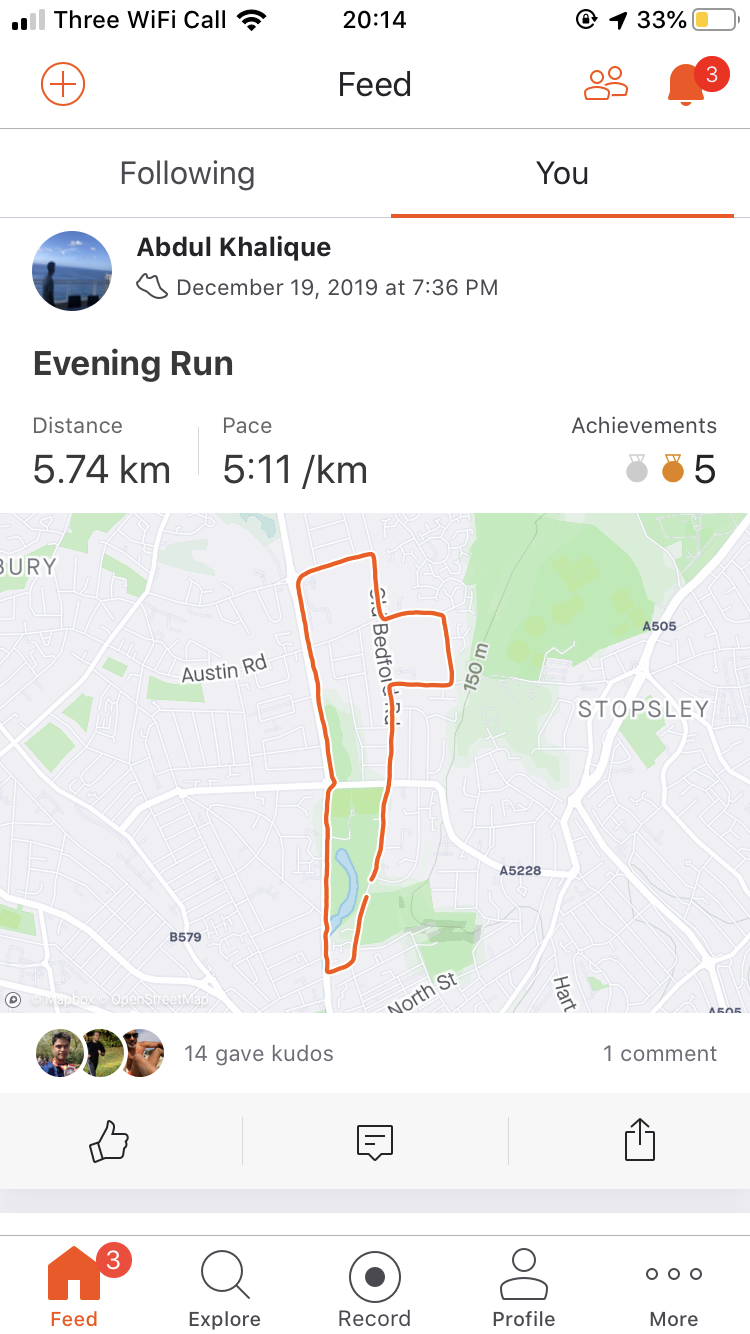 Three WiFi Call 20:14 33%
Feed 3
Following You
Abdul Khalique
December 19, 2019 at 7:36 PM
Evening Run
Distance Pace Achievements
5.74 km 5:11 /km 5
BURY
A505
Austin Rd
Old Bedford Rd
150 m
STOPSLEY
A5228
B579
North St
Hart
© Mapbox © OpenStreetMap
A505
14 gave kudos 1 comment
3
Feed Explore Record Profile More